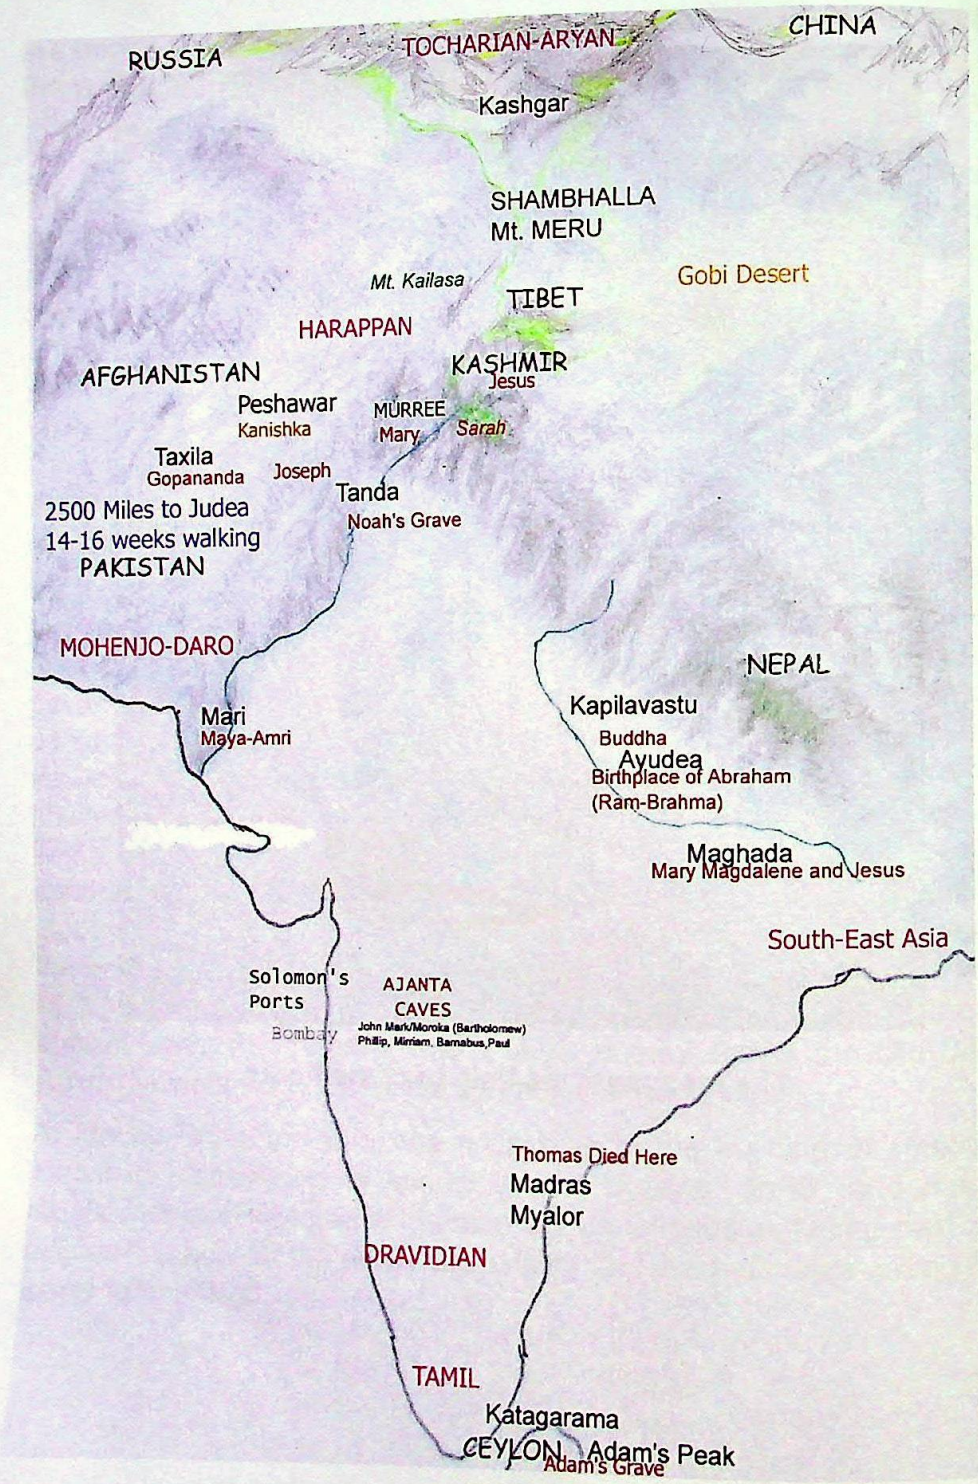 RUSSIA
TOCHARIAN-ARYAN
CHINA
Kashgar
SHAMBHALLA
Mt. MERU
Mt. Kailasa
Gobi Desert
TIBET
HARAPPAN
KASHMIR
Jesus
AFGHANISTAN
Peshawar
Kanishka
MURREE
Mary
Sarah
Taxila
Gopananda
Joseph
Tanda
Noah's Grave
2500 Miles to Judea
14-16 weeks walking
PAKISTAN
MOHENJO-DARO
NEPAL
Mari
Maya-Amri
Kapilavastu
Buddha
Ayudea
Birthplace of Abraham
(Ram-Brahma)
Maghada
Mary Magdalene and Jesus
South-East Asia
Solomon's
Ports
Bombay
AJANTA
CAVES
John Mark/Moroka (Bartholomew)
Phillip, Mirriam, Barnabus,Paul
Thomas Died Here
Madras
Myalor
DRAVIDIAN
TAMIL
Katagarama
CEYLON
Adam's Peak
Adam's Grave